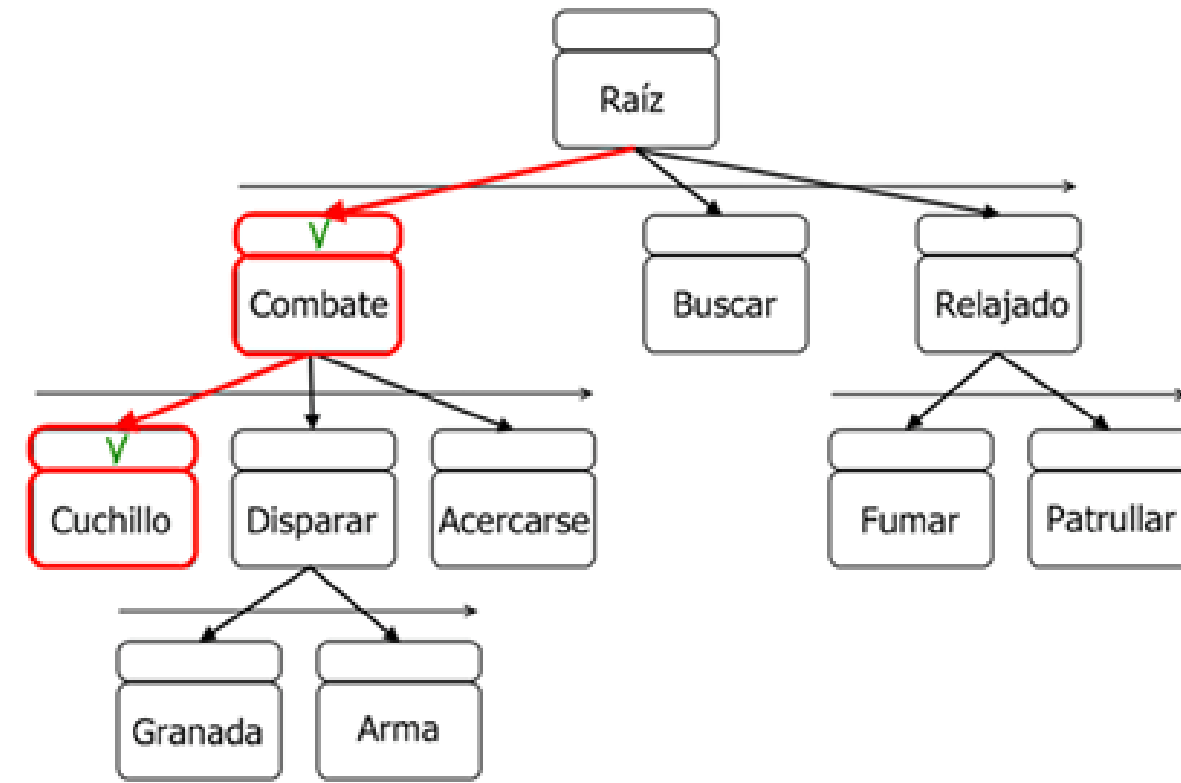 Raíz
V
Combate
Buscar
Relajado
V
Cuchillo
Disparar
Acercarse
Fumar
Patrullar
Granada
Arma